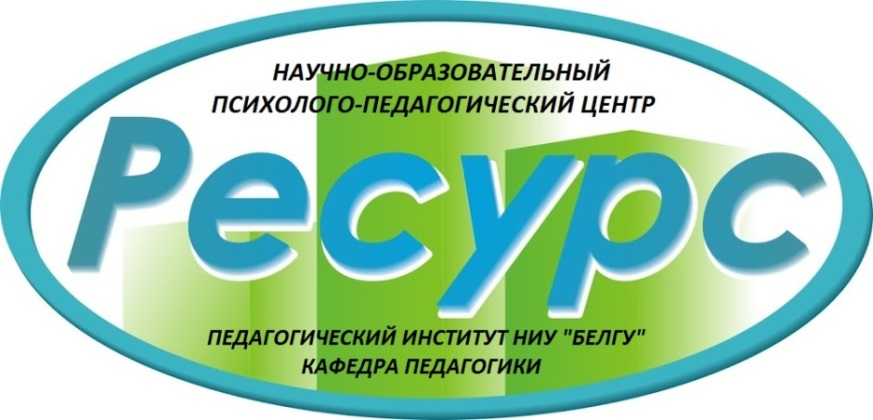 НАУЧНО-ОБРАЗОВАТЕЛЬНЫЙ
ПСИХОЛОГО-ПЕДАГОГИЧЕСКИЙ ЦЕНТР
Ресурс
ПЕДАГОГИЧЕСКИЙ ИНСТИТУТ НИУ "БЕЛГУ"
КАФЕДРА ПЕДАГОГИКИ